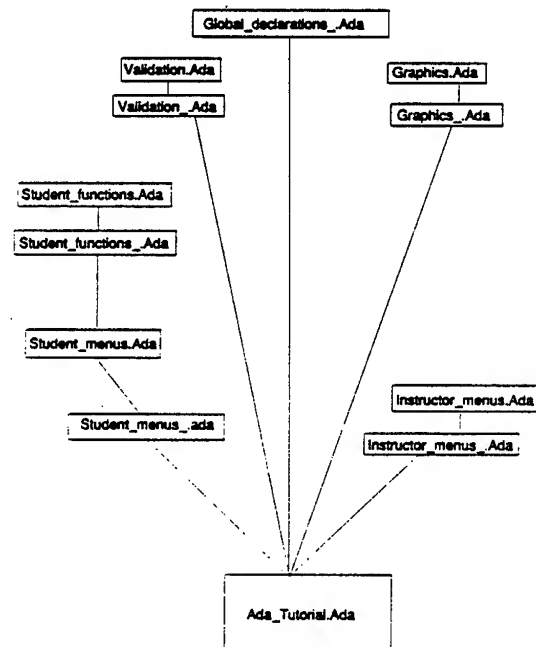 Global_declarations_.Ada
Validation.Ada
Graphics.Ada
Validation_.Ada
Graphics_.Ada
Student_functions.Ada
Student_functions_.Ada
Student_menus.Ada
Instructor_menus.Ada
Student_menus_.ada
Instructor_menus_.Ada
Ada_Tutorial.Ada